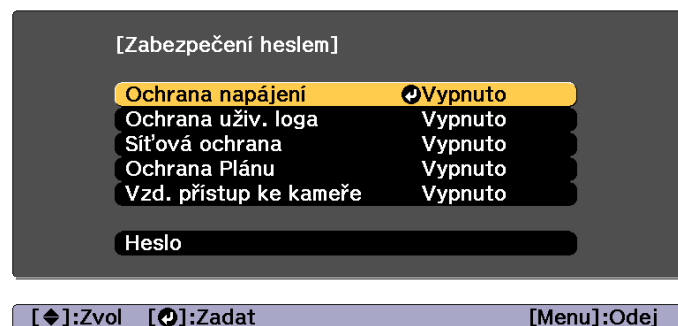 [Zabezpečení heslem]
Ochrana napájení Vypnuto
Ochrana uživ. loga Vypnuto
Síťová ochrana Vypnuto
Ochrana Plánu Vypnuto
Vzd. přístup ke kameře Vypnuto
Heslo
[◆]:Zvol [↵]:Zadat [Menu]:Odej